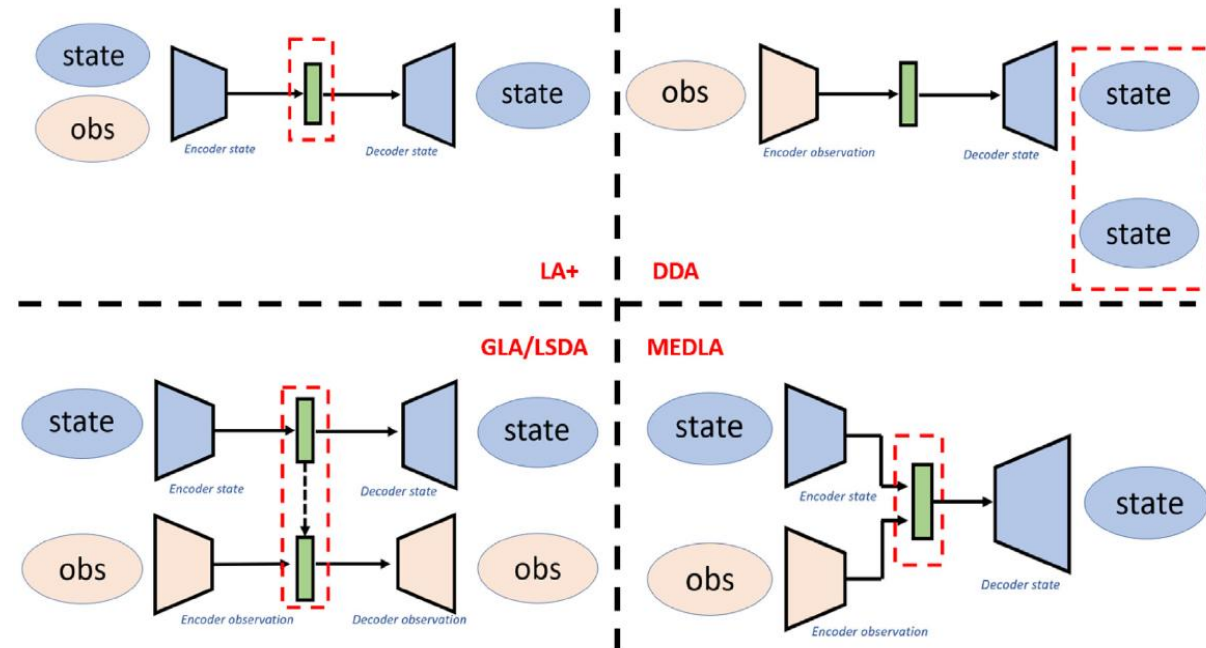 state
obs
Encoder state
Decoder state
state
LA+
obs
Encoder observation
Decoder state
state
state
DDA
GLA/LSDA
state
Encoder state
Decoder state
state
obs
Encoder observation
Decoder observation
obs
MEDLA
state
Encoder state
obs
Encoder observation
Decoder state
state